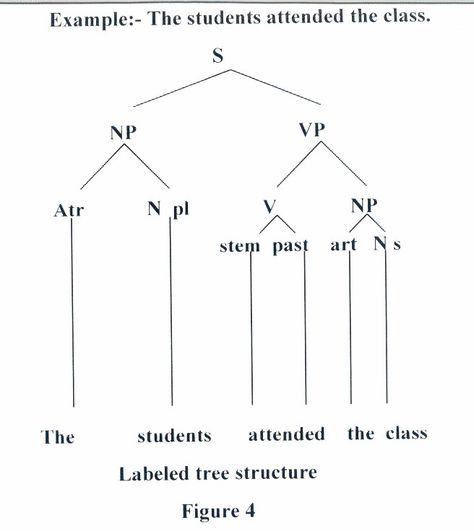 Example:- The students attended the class.
S
NP VP
Atr N pl V NP
stem past art N s
The students attended the class
Labeled tree structure
Figure 4